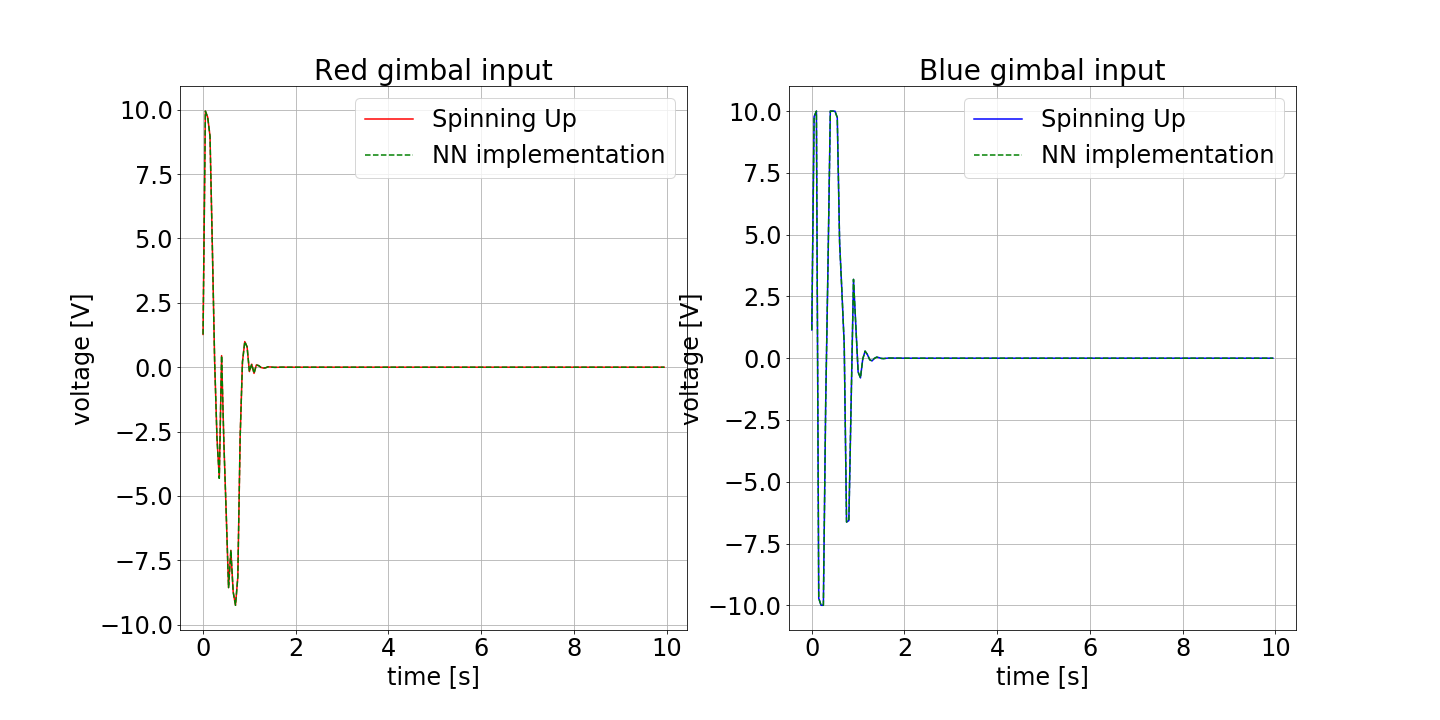 Red gimbal input
Spinning Up
NN implementation
10.0
7.5
5.0
2.5
0.0
−2.5
−5.0
−7.5
−10.0
voltage [V]
0 2 4 6 8 10
time [s]
Blue gimbal input
Spinning Up
NN implementation
10.0
7.5
5.0
2.5
0.0
−2.5
−5.0
−7.5
−10.0
voltage [V]
0 2 4 6 8 10
time [s]